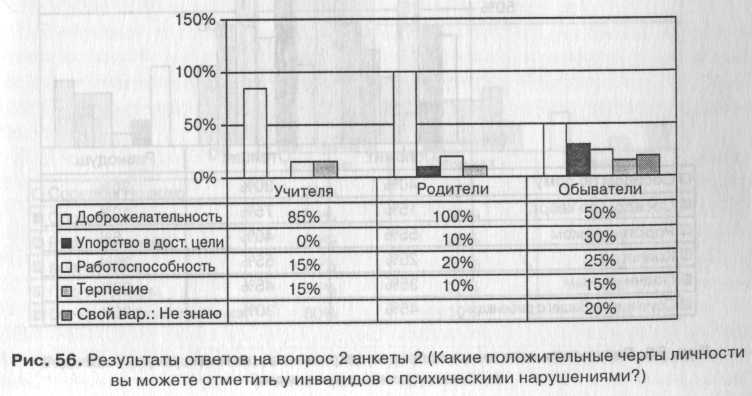 150%
100%
50%
0%
Учителя Родители Обыватели
Доброжелательность 85% 100% 50%
Упорство в дост. цели 0% 10% 30%
Работоспособность 15% 20% 25%
Терпение 15% 10% 15%
Свой вар.: Не знаю 20%
Рис. 56. Результаты ответов на вопрос 2 анкеты 2 (Какие положительные черты личности
вы можете отметить у инвалидов с психическими нарушениями?)